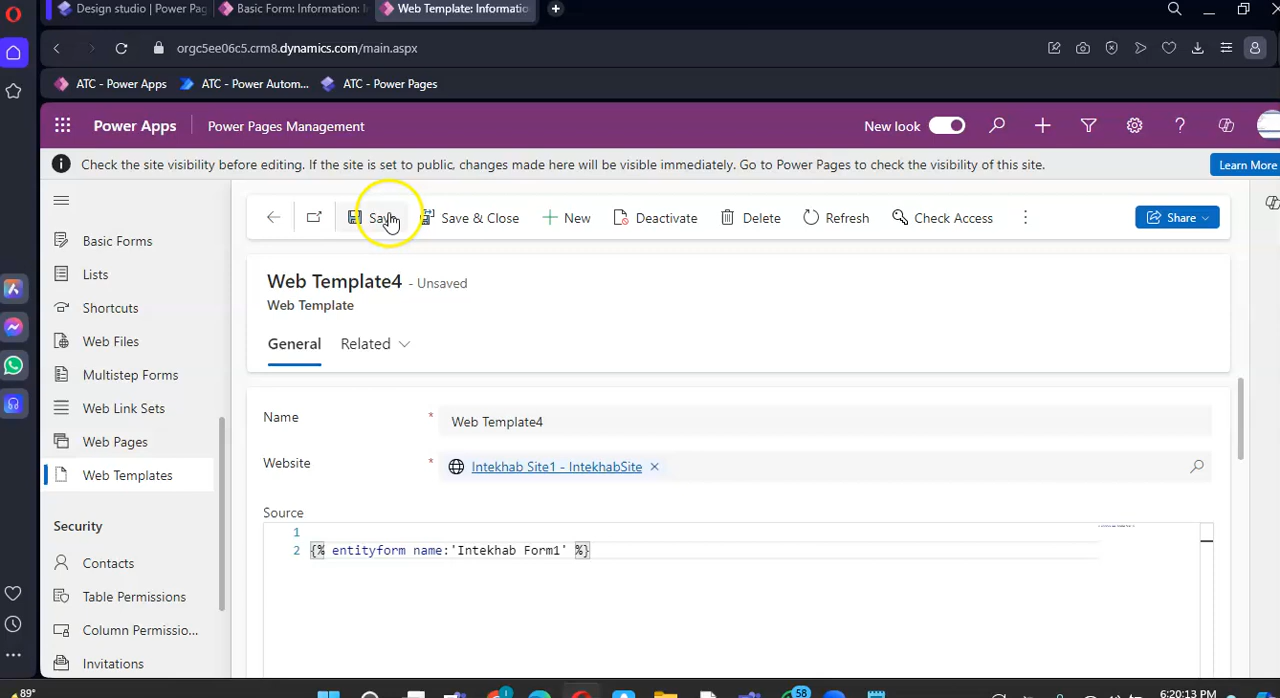 Design studio | Power Pag
Basic Form: Information: I
Web Template: Informatio
orgc5ee06c5.crm8.dynamics.com/main.aspx
ATC - Power Apps
ATC - Power Autom...
ATC - Power Pages
Power Apps
Power Pages Management
New look
Check the site visibility before editing. If the site is set to public, changes made here will be visible immediately. Go to Power Pages to check the visibility of this site.
Learn More
Save
Save & Close
New
Deactivate
Delete
Refresh
Check Access
Share
Basic Forms
Lists
Shortcuts
Web Files
Multistep Forms
Web Link Sets
Web Pages
Web Templates
Security
Contacts
Table Permissions
Column Permissio...
Invitations
Web Template4 - Unsaved
Web Template
General
Related
Name * Web Template4
Website * Intekhab Site1 - IntekhabSite
Source
1
2 {% entityform name:'Intekhab Form1' %}
89°
58
6:20:13 PM